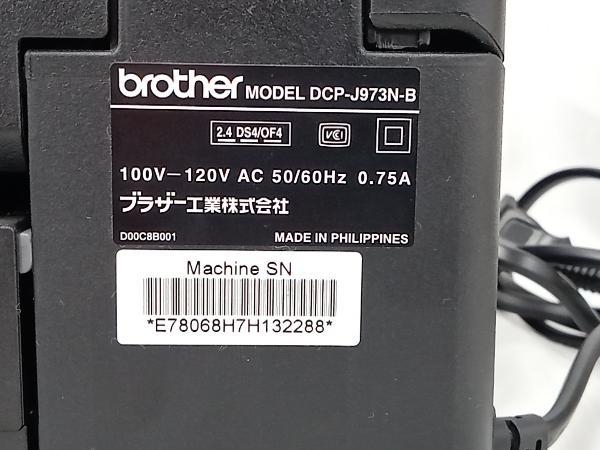 brother MODEL DCP-J973N-B
2.4 DS4/OF4
VCI
100V－120V AC 50/60Hz 0.75A
ブラザー工業株式会社
D00C8B001 MADE IN PHILIPPINES
Machine SN
*E78068H7H132288*